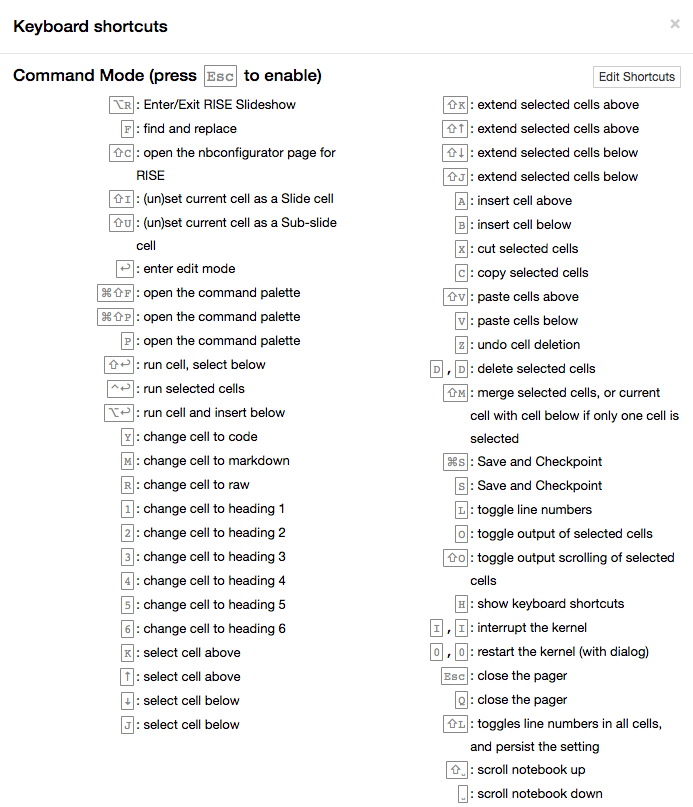 Keyboard shortcuts ×
Command Mode (press Esc to enable)
Edit Shortcuts
⌥R : Enter/Exit RISE Slideshow
F : find and replace
⇧C : open the nbconfigurator page for
RISE
⇧I : (un)set current cell as a Slide cell
⇧U : (un)set current cell as a Sub-slide
cell
↩ : enter edit mode
⌘⇧F : open the command palette
⌘⇧P : open the command palette
P : open the command palette
⇧↩ : run cell, select below
^↩ : run selected cells
⌥↩ : run cell and insert below
Y : change cell to code
M : change cell to markdown
R : change cell to raw
1 : change cell to heading 1
2 : change cell to heading 2
3 : change cell to heading 3
4 : change cell to heading 4
5 : change cell to heading 5
6 : change cell to heading 6
K : select cell above
↑ : select cell above
↓ : select cell below
J : select cell below
⇧K : extend selected cells above
⇧↑ : extend selected cells above
⇧↓ : extend selected cells below
⇧J : extend selected cells below
A : insert cell above
B : insert cell below
X : cut selected cells
C : copy selected cells
⇧V : paste cells above
V : paste cells below
Z : undo cell deletion
D , D : delete selected cells
⇧M : merge selected cells, or current
cell with cell below if only one cell is
selected
⌘S : Save and Checkpoint
S : Save and Checkpoint
L : toggle line numbers
O : toggle output of selected cells
⇧O : toggle output scrolling of selected
cells
H : show keyboard shortcuts
I , I : interrupt the kernel
0 , 0 : restart the kernel (with dialog)
Esc : close the pager
Q : close the pager
⇧L : toggles line numbers in all cells,
and persist the setting
⇧␣ : scroll notebook up
␣ : scroll notebook down